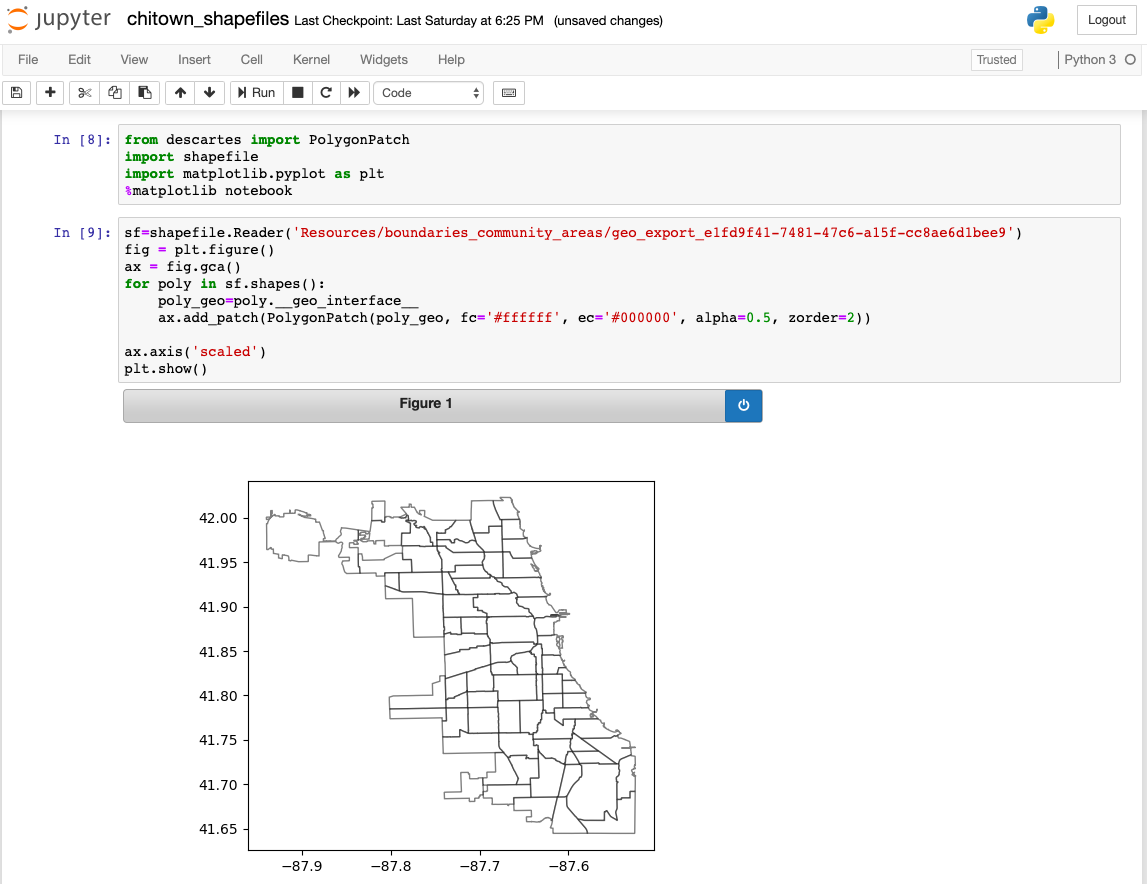 jupyter chitown_shapefiles Last Checkpoint: Last Saturday at 6:25 PM (unsaved changes) Logout
File Edit View Insert Cell Kernel Widgets Help Trusted Python 3
Run Code
In [8]: from descartes import PolygonPatch
import shapefile
import matplotlib.pyplot as plt
%matplotlib notebook
In [9]: sf=shapefile.Reader('Resources/boundaries_community_areas/geo_export_e1fd9f41-7481-47c6-a15f-cc8ae6d1bee9')
fig = plt.figure()
ax = fig.gca()
for poly in sf.shapes():
    poly_geo=poly.__geo_interface__
    ax.add_patch(PolygonPatch(poly_geo, fc='#ffffff', ec='#000000', alpha=0.5, zorder=2))
ax.axis('scaled')
plt.show()
Figure 1
42.00
41.95
41.90
41.85
41.80
41.75
41.70
41.65
−87.9 −87.8 −87.7 −87.6